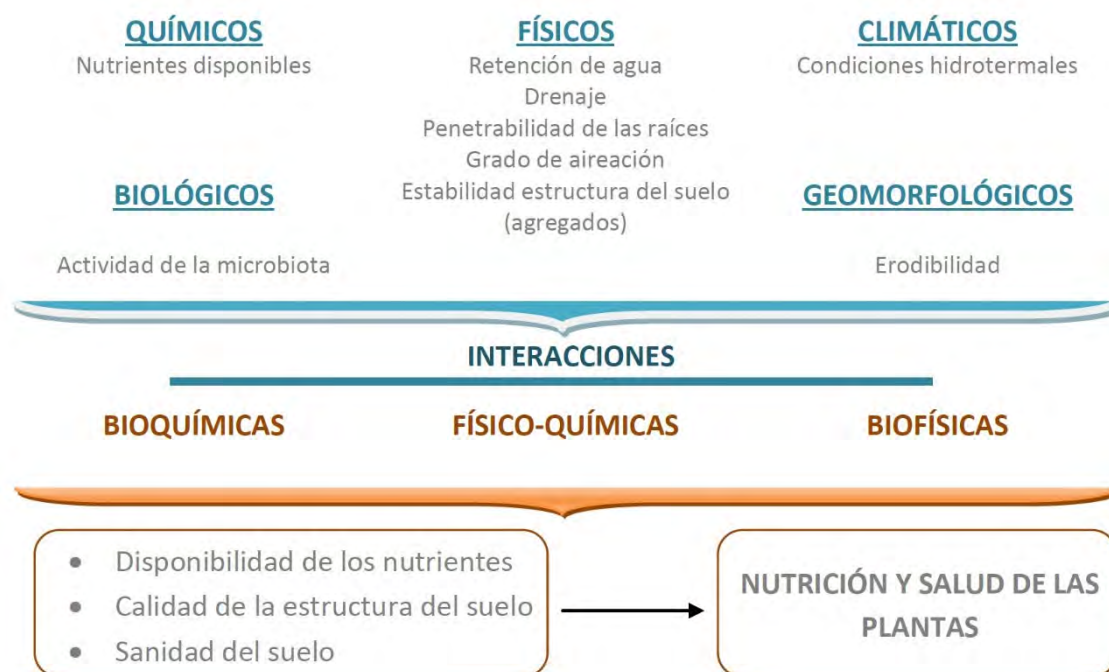 QUÍMICOS
Nutrientes disponibles
FÍSICOS
Retención de agua
Drenaje
Penetrabilidad de las raíces
Grado de aireación
Estabilidad estructura del suelo
(agregados)
CLIMÁTICOS
Condiciones hidrotermales
BIOLÓGICOS
Actividad de la microbiota
GEOMORFOLÓGICOS
Erodibilidad
INTERACCIONES
BIOQUÍMICAS
FÍSICO-QUÍMICAS
BIOFÍSICAS
• Disponibilidad de los nutrientes
• Calidad de la estructura del suelo
• Sanidad del suelo
NUTRICIÓN Y SALUD DE LAS
PLANTAS